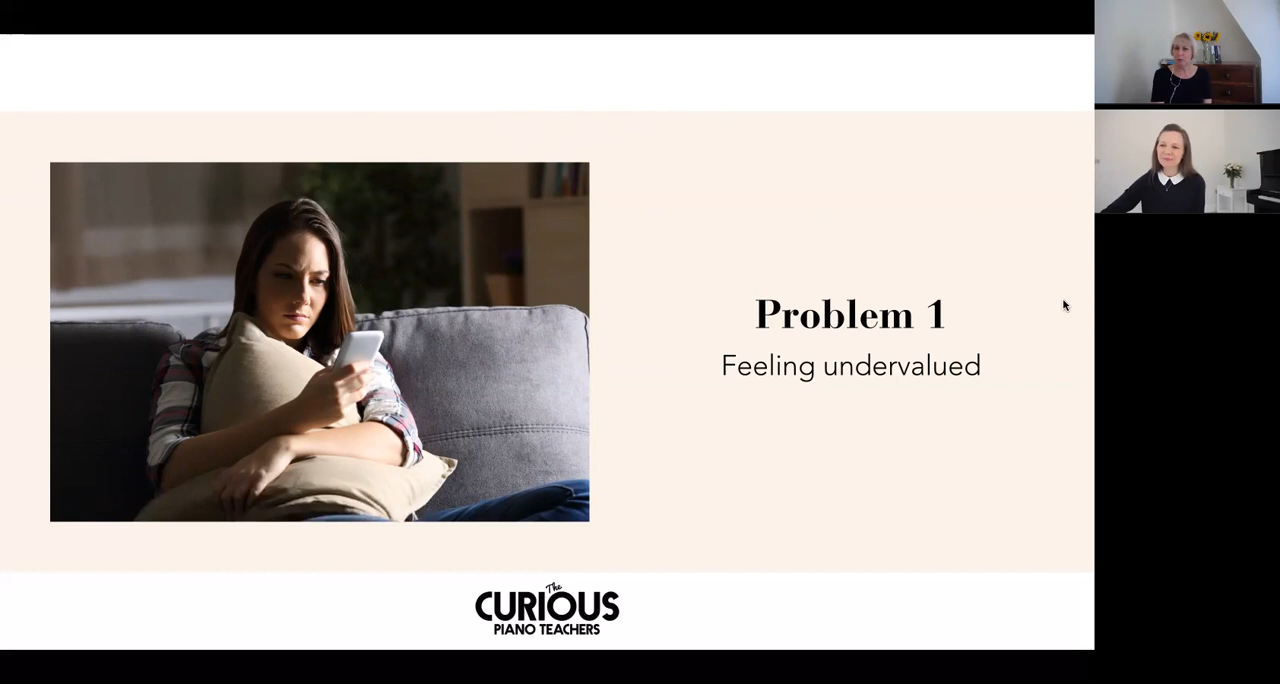 Problem 1
Feeling undervalued
The
CURIOUS
PIANO TEACHERS